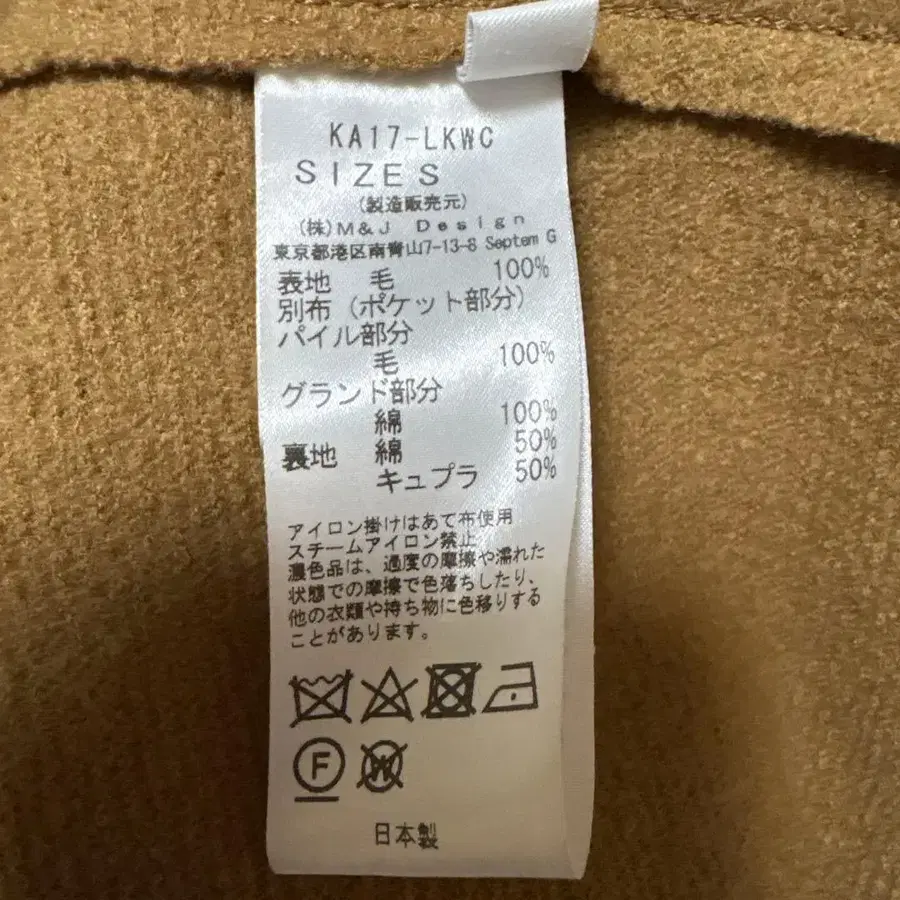 KA17-LKWC
SIZE S
(製造販売元)
(株)M&J Design
東京都港区南青山7-13-8 Septem G
表地 毛 100%
別布 (ポケット部分)
パイル部分
毛 100%
グランド部分
綿 100%
裏地 綿 50%
キュプラ 50%
アイロン掛けはあて布使用
スチームアイロン禁止
濃色品は、過度の摩擦や濡れた
状態での摩擦で色落ちしたり、
他の衣類や持ち物に色移りする
ことがあります。
F W
日本製